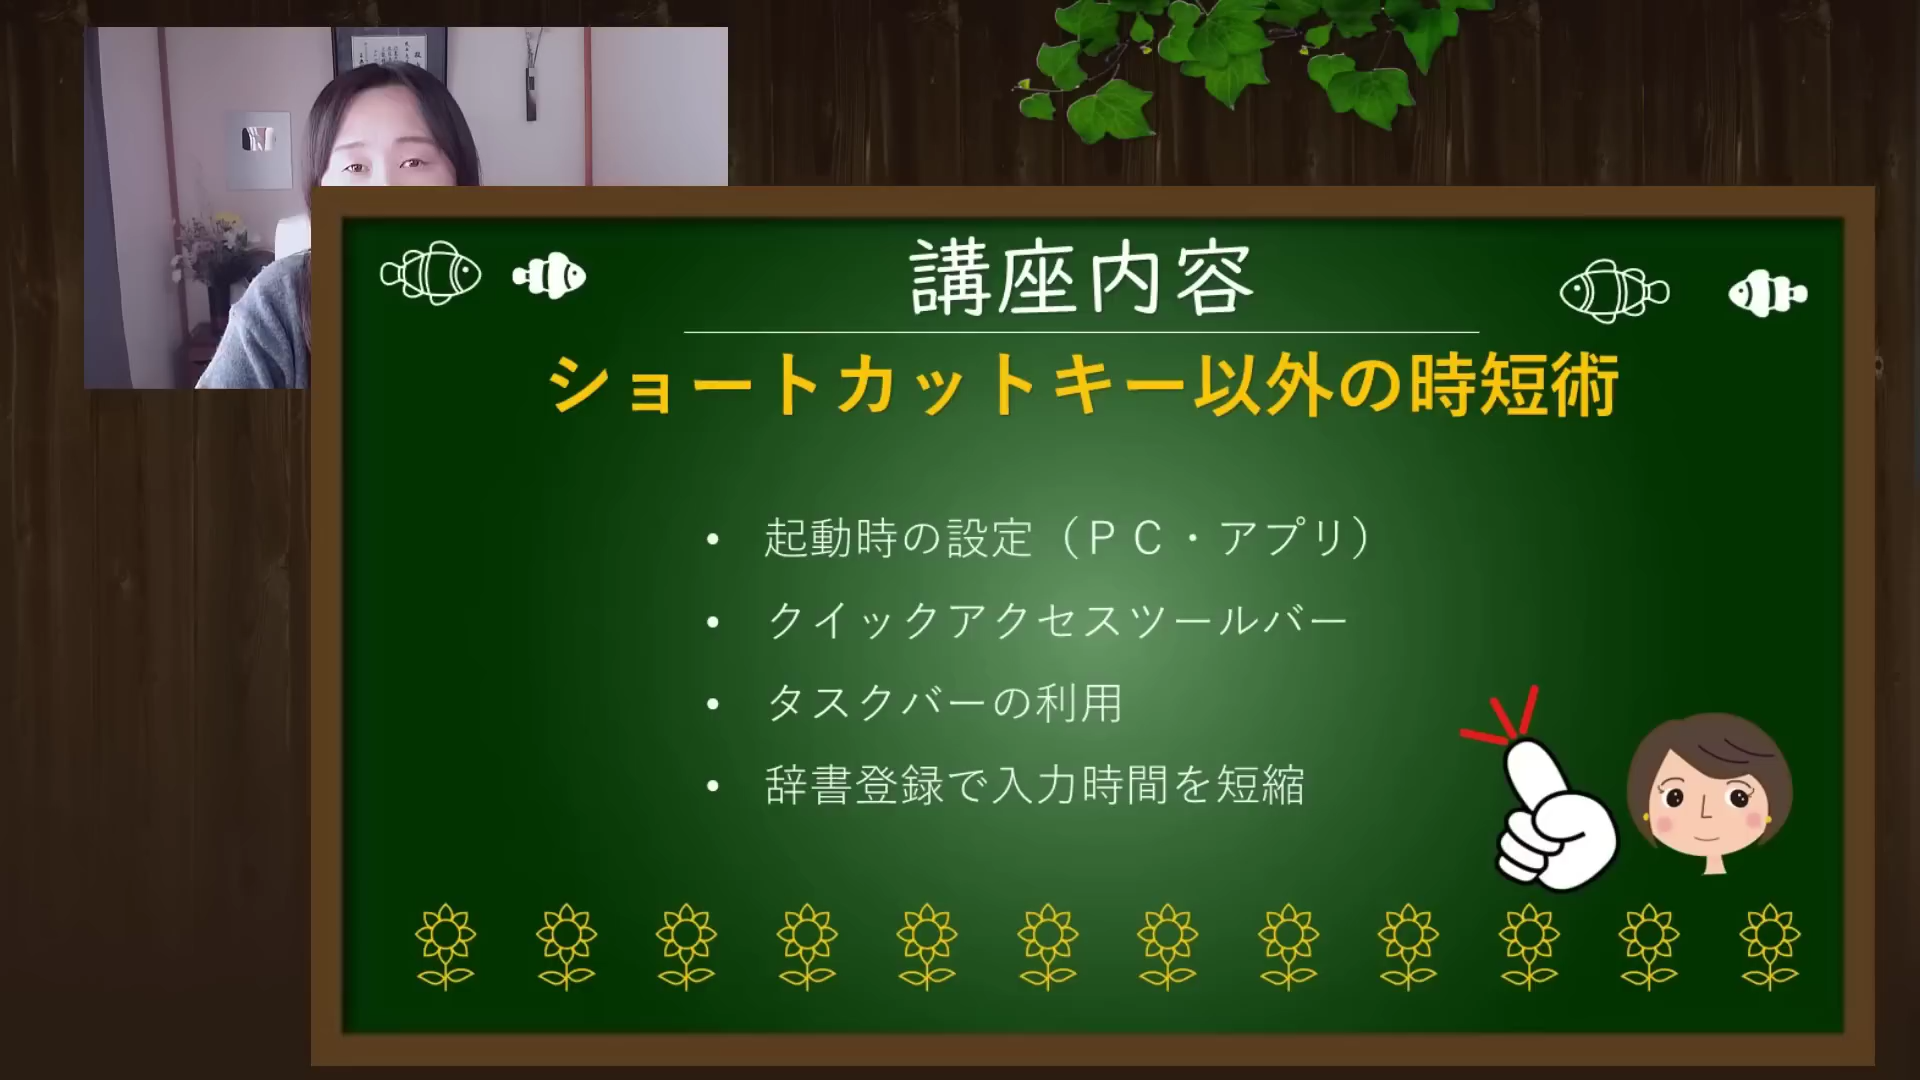 講座内容
ショートカットキー以外の時短術
• 起動時の設定（ＰＣ・アプリ）
• クイックアクセスツールバー
• タスクバーの利用
• 辞書登録で入力時間を短縮